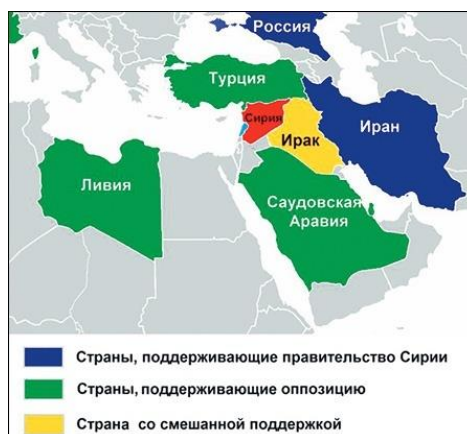 Россия
Турция
Сирия
Ирак
Иран
Ливия
Саудовская
Аравия
Страны, поддерживающие правительство Сирии
Страны, поддерживающие оппозицию
Страна со смешанной поддержкой